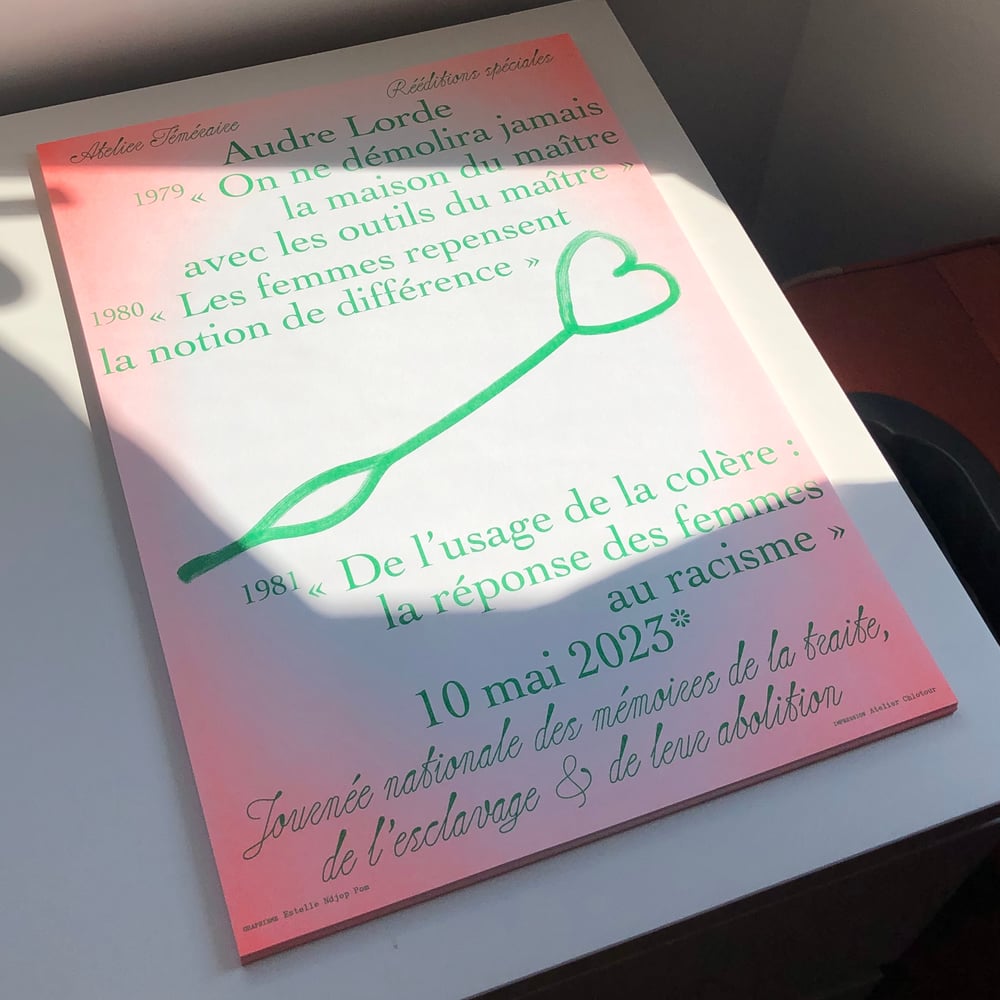 Atelier Téméraire
Rééditions spéciales
Audre Lorde
1979 « On ne démolira jamais
la maison du maître
avec les outils du maître »
1980 « Les femmes repensent
la notion de différence »
1981 « De l'usage de la colère :
la réponse des femmes
au racisme »
10 mai 2023*
Journée nationale des mémoires de la traite,
de l'esclavage & de leur abolition
GRAPHISME Estelle Ndjop Pom
IMPRESSION Atelier Chlotour